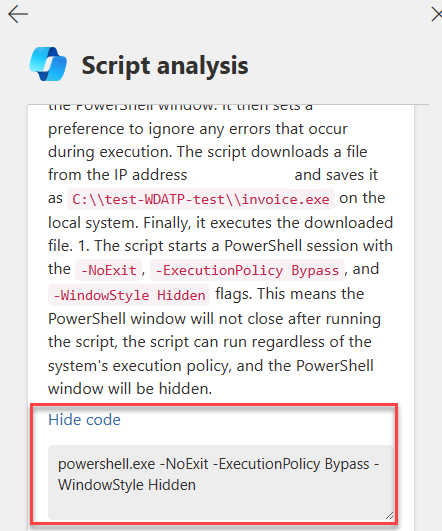 Script analysis
the PowerShell window. It then sets a
preference to ignore any errors that occur
during execution. The script downloads a file
from the IP address and saves it
as C:\\test-WDATP-test\\invoice.exe on the
local system. Finally, it executes the downloaded
file. 1. The script starts a PowerShell session with
the -NoExit, -ExecutionPolicy Bypass, and
-WindowStyle Hidden flags. This means the
PowerShell window will not close after running
the script, the script can run regardless of the
system's execution policy, and the PowerShell
window will be hidden.
Hide code
powershell.exe -NoExit -ExecutionPolicy Bypass -
WindowStyle Hidden